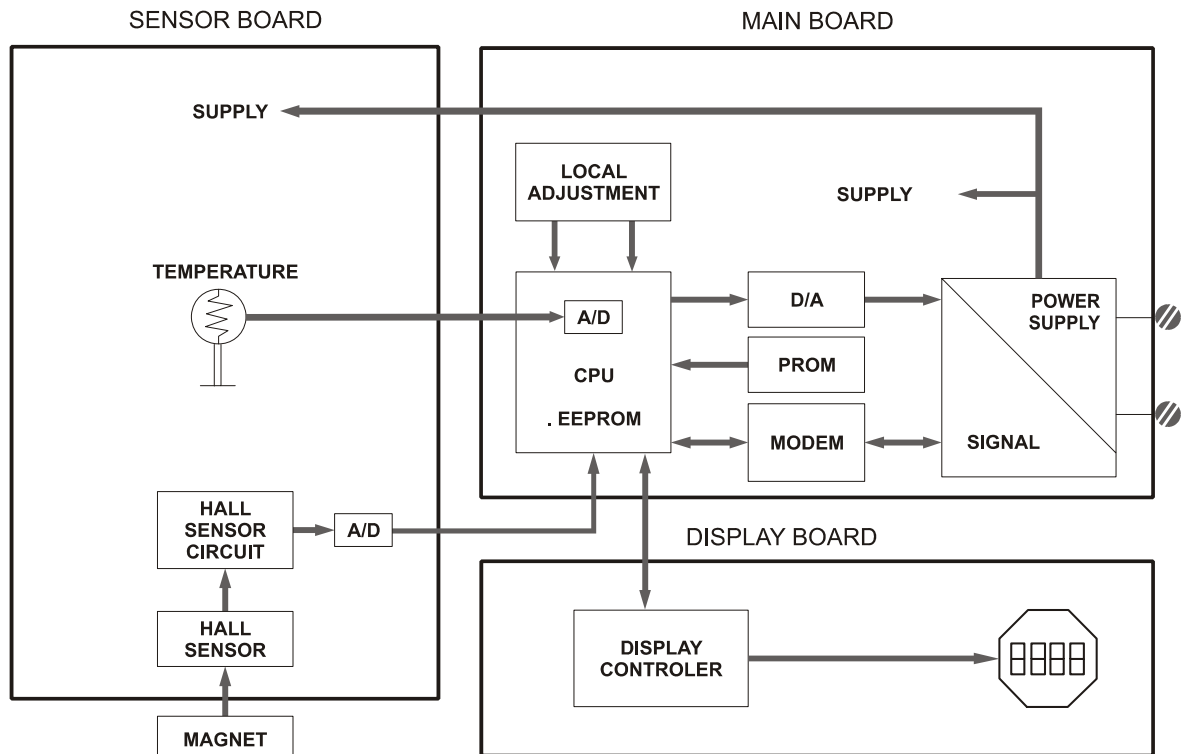 SENSOR BOARD
MAIN BOARD
SUPPLY
LOCAL
ADJUSTMENT
SUPPLY
TEMPERATURE
A/D
CPU
. EEPROM
D/A
PROM
MODEM
POWER
SUPPLY
SIGNAL
HALL
SENSOR
CIRCUIT
A/D
HALL
SENSOR
MAGNET
DISPLAY BOARD
DISPLAY
CONTROLER